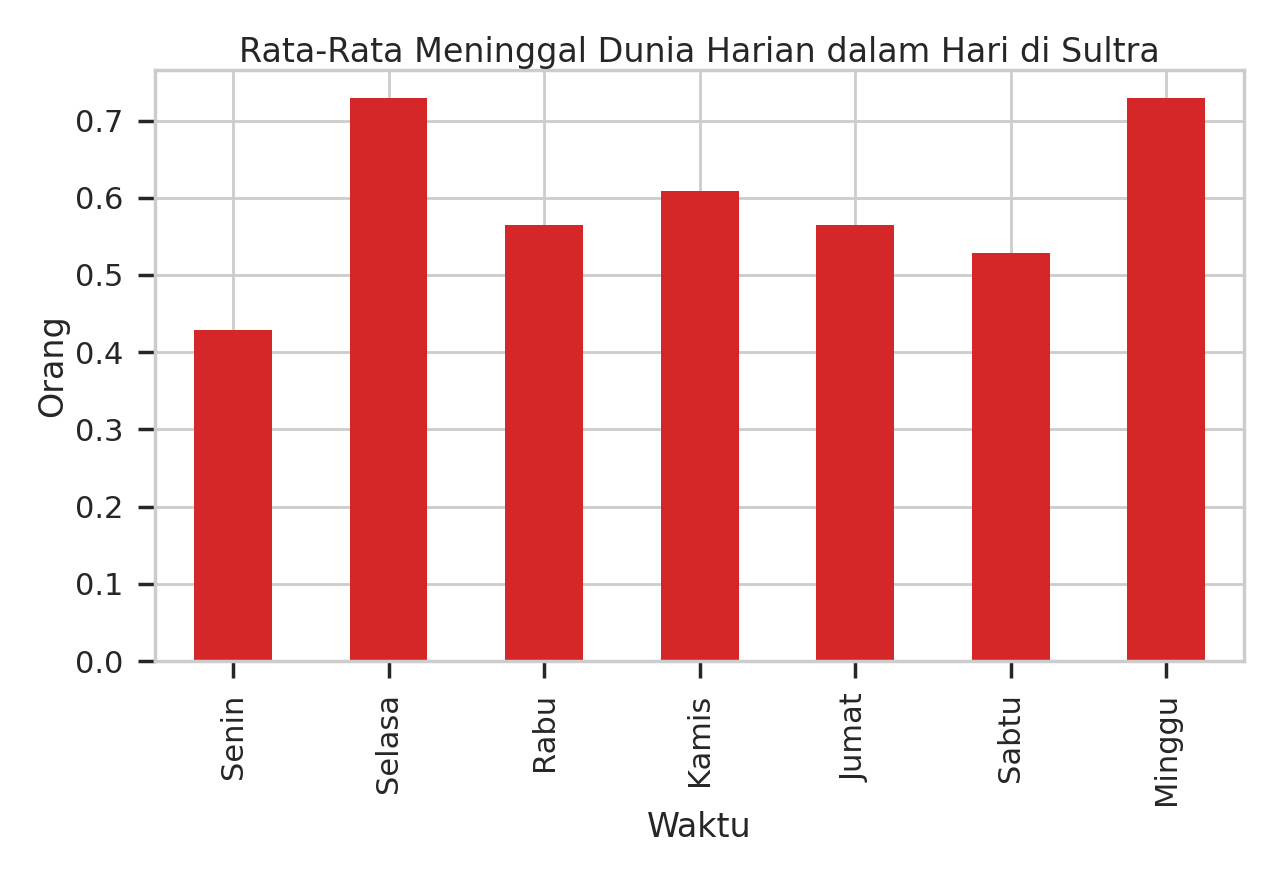 Rata-Rata Meninggal Dunia Harian dalam Hari di Sultra
Orang
0.7
0.6
0.5
0.4
0.3
0.2
0.1
0.0
Senin
Selasa
Rabu
Kamis
Jumat
Sabtu
Minggu
Waktu